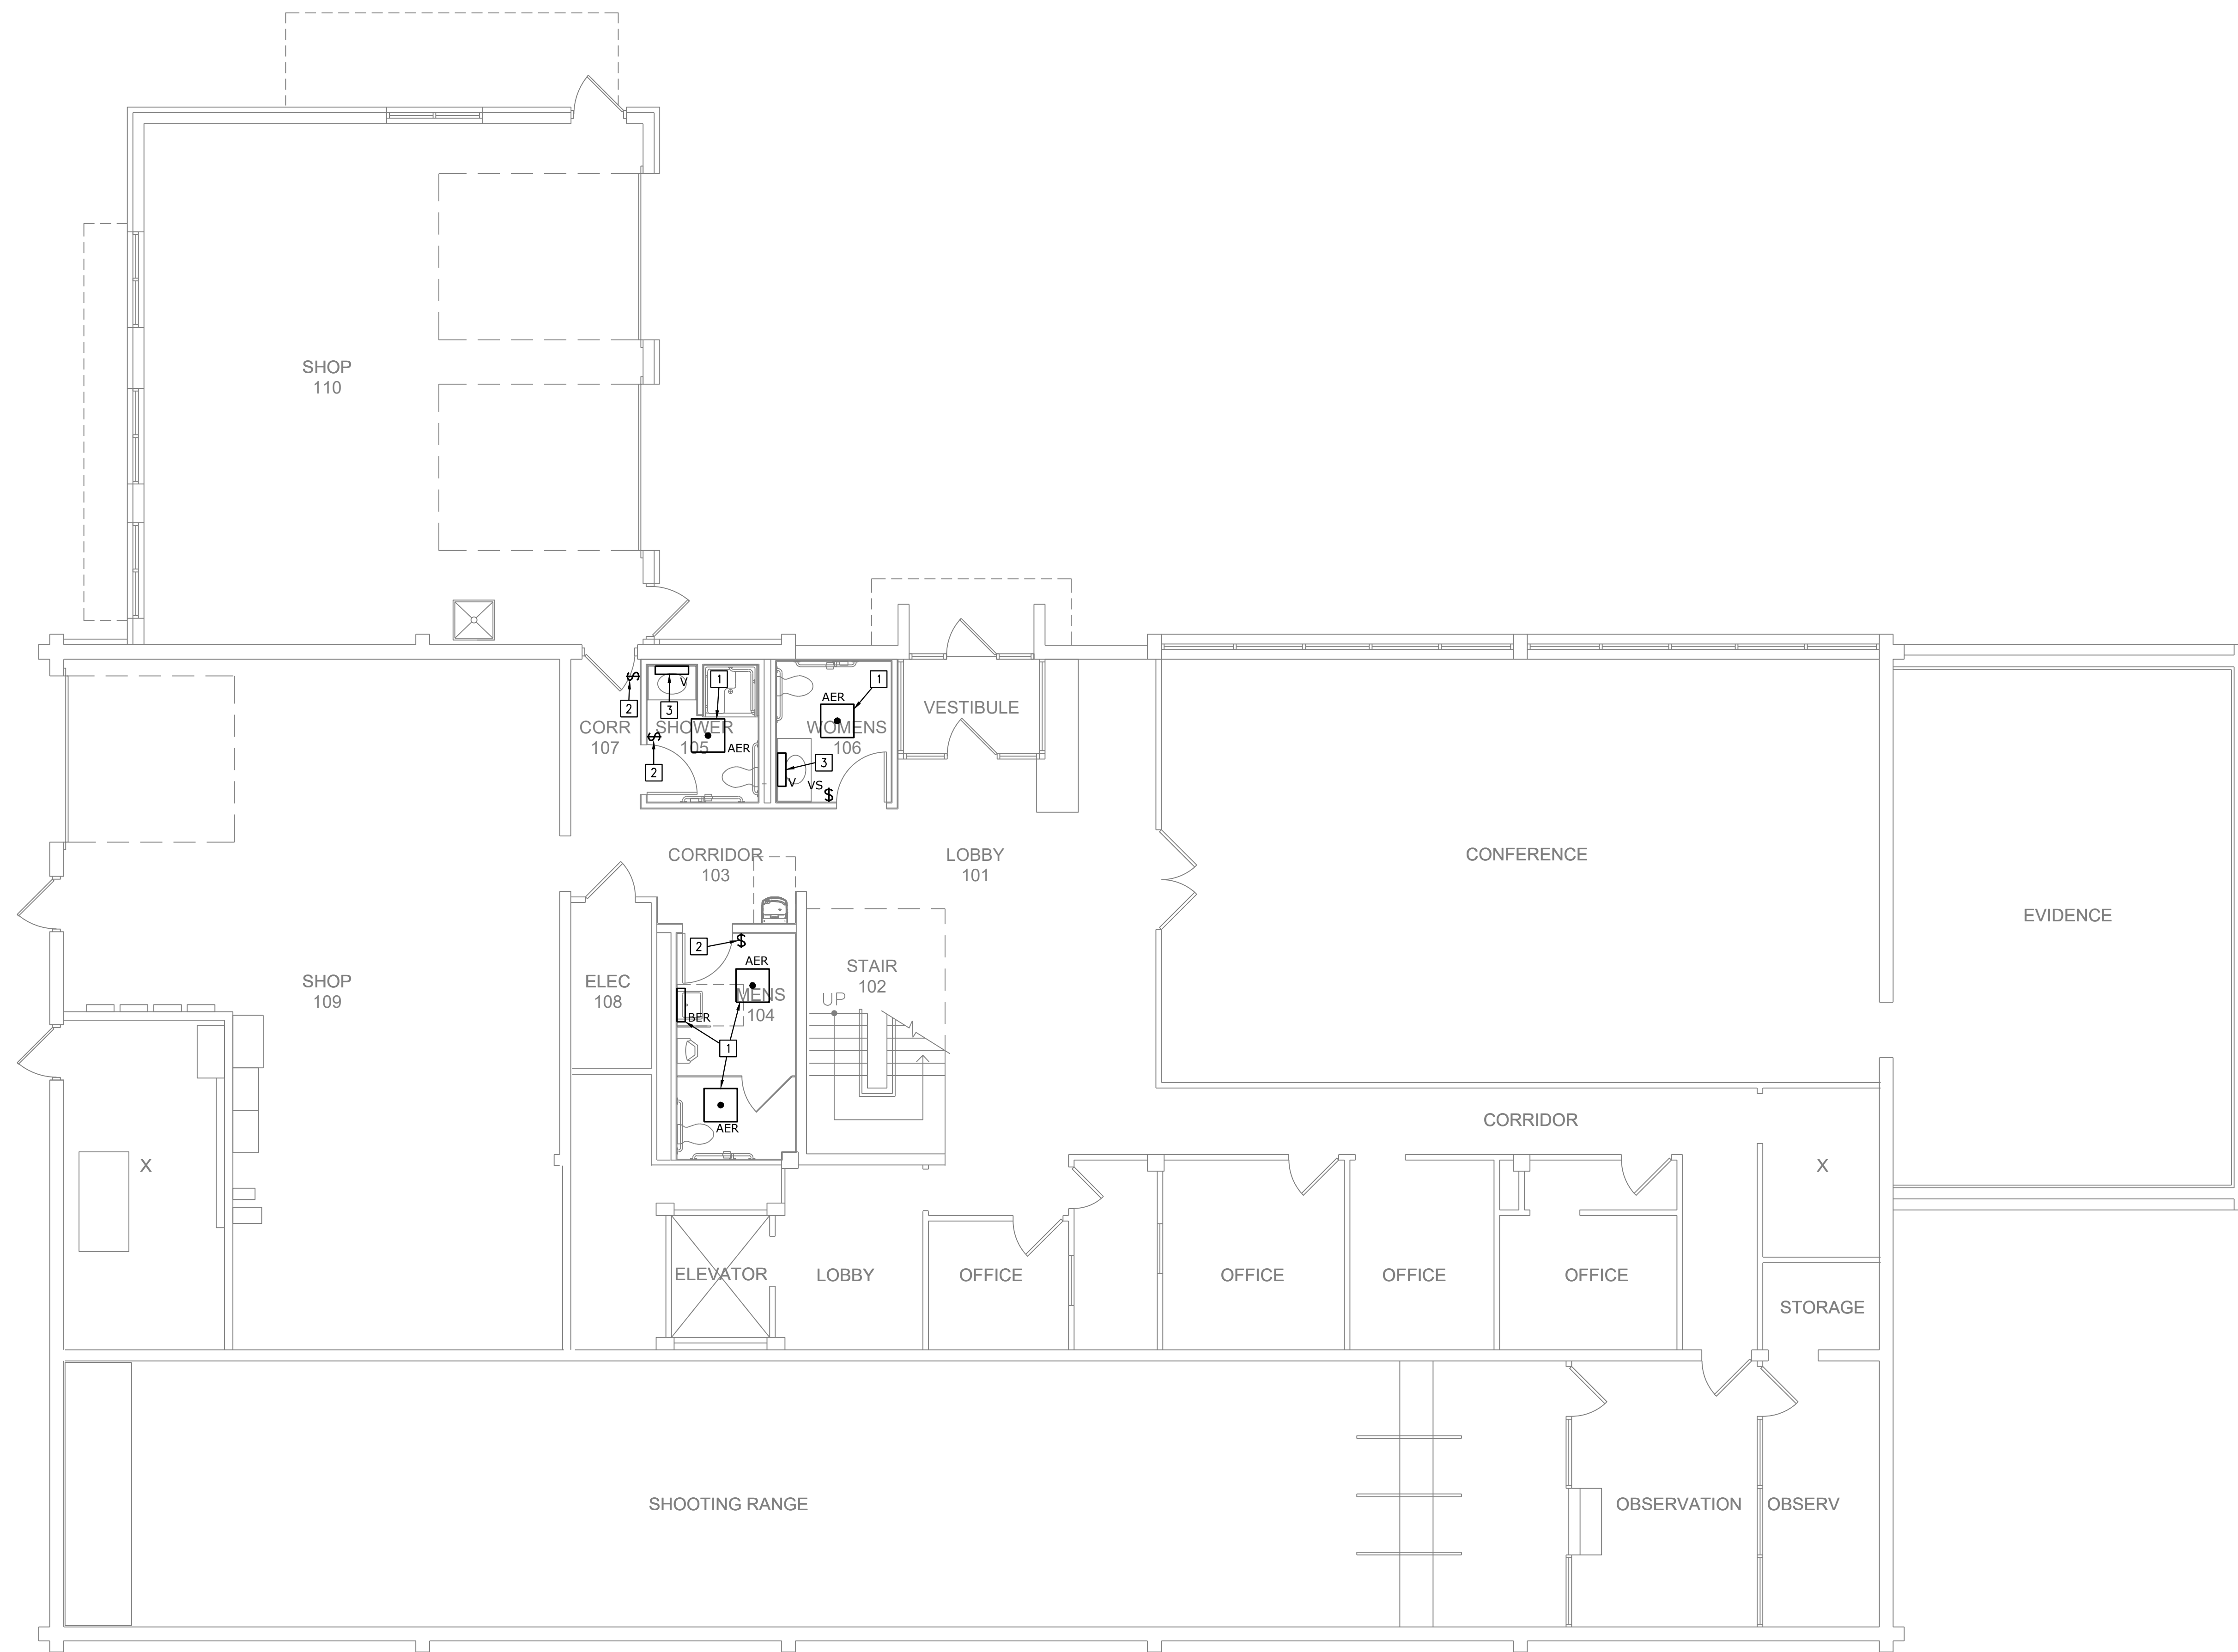 SHOP
110
2
V
3
1
AER
1
CORR
107
SHOWER
105
AER
2
WOMENS
106
3
V
VS
VESTIBULE
CORRIDOR
103
LOBBY
101
CONFERENCE
EVIDENCE
2
AER
SHOP
109
ELEC
108
MENS
104
BER
1
AER
STAIR
102
UP
CORRIDOR
X
X
ELEVATOR
LOBBY
OFFICE
OFFICE
OFFICE
OFFICE
STORAGE
SHOOTING RANGE
OBSERVATION
OBSERV
$
$
$
$